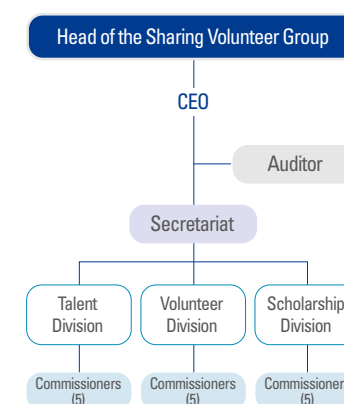 Head of the Sharing Volunteer Group
CEO
Auditor
Secretariat
Talent
Division
Volunteer
Division
Scholarship
Division
Commissioners
(5)
Commissioners
(5)
Commissioner
(5)